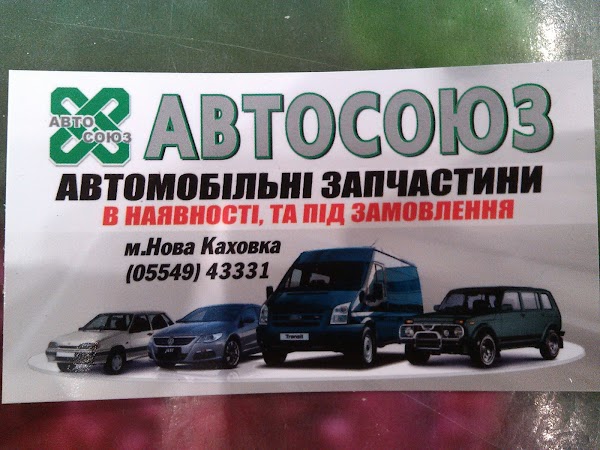 АВТО
СОЮЗ
АВТОСОЮЗ
АВТОМОБІЛЬНІ ЗАПЧАСТИНИ
В НАЯВНОСТІ, ТА ПІД ЗАМОВЛЕННЯ
м.Нова Каховка
(05549) 43331
Transit